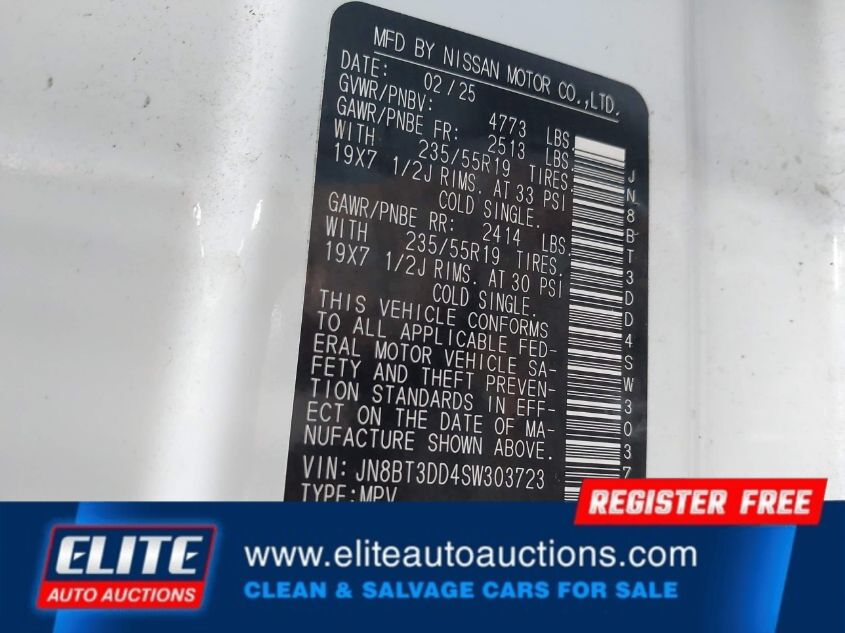 MFD BY NISSAN MOTOR CO.,LTD.
DATE: 02/25
GVWR/PNBV: 4773 LBS.
GAWR/PNBE FR: 2513 LBS.
WITH 235/55R19 TIRES.
19X7 1/2J RIMS. AT 33 PSI
COLD SINGLE.
GAWR/PNBE RR: 2414 LBS.
WITH 235/55R19 TIRES.
19X7 1/2J RIMS. AT 30 PSI
COLD SINGLE.
THIS VEHICLE CONFORMS
TO ALL APPLICABLE FED-
ERAL MOTOR VEHICLE SA-
FETY AND THEFT PREVEN-
TION STANDARDS IN EFF-
ECT ON THE DATE OF MA-
NUFACTURE SHOWN ABOVE.
VIN: JN8BT3DD4SW303723
TYPE:MPV
JN8BT3DD4SW3037
REGISTER FREE
ELITE
AUTO AUCTIONS
www.eliteautoauctions.com
CLEAN & SALVAGE CARS FOR SALE